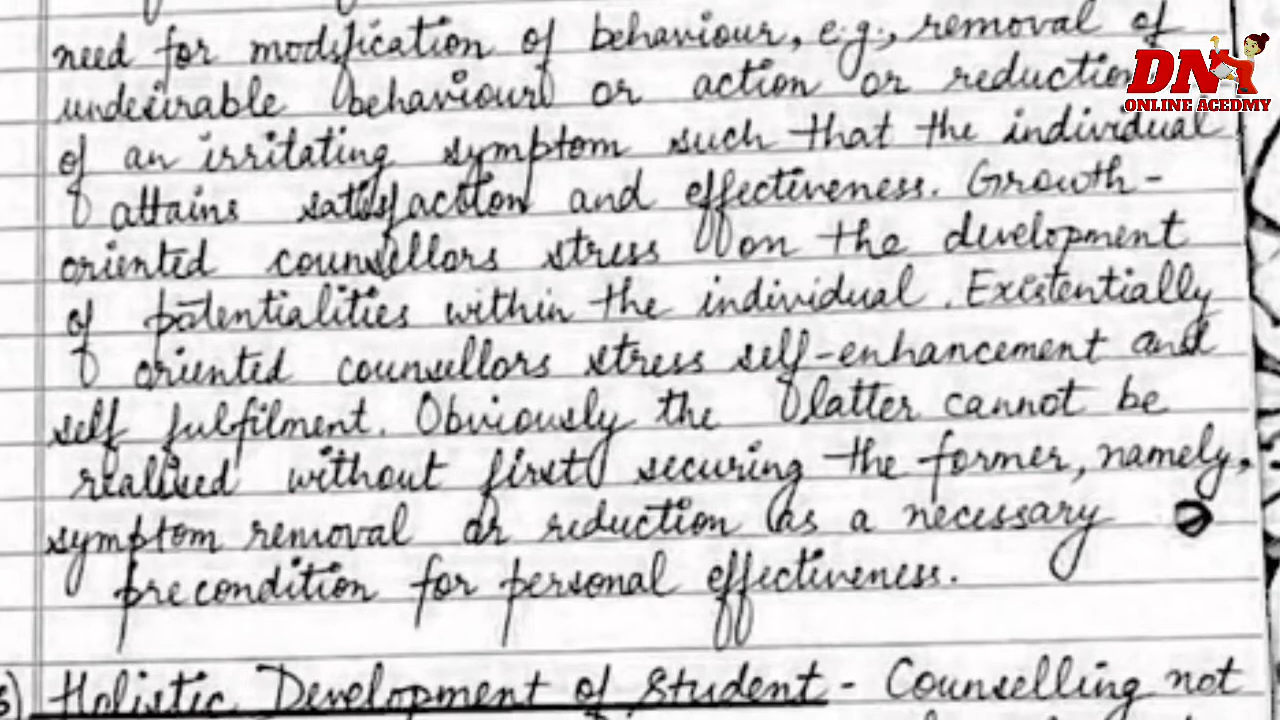 need for modification of behaviour, e.g., removal of
undesirable behaviour or action or reduction
of an irritating symptom such that the individual
attains satisfaction and effectiveness. Growth-
oriented counsellors stress on the development
of potentialities within the individual. Existentially
oriented counsellors stress self-enhancement and
self fulfilment. Obviously the latter cannot be
realised without first securing the former, namely,
symptom removal or reduction as a necessary
precondition for personal effectiveness.
Holistic Development of Student - Counselling not
DNY
ONLINE ACEDMY